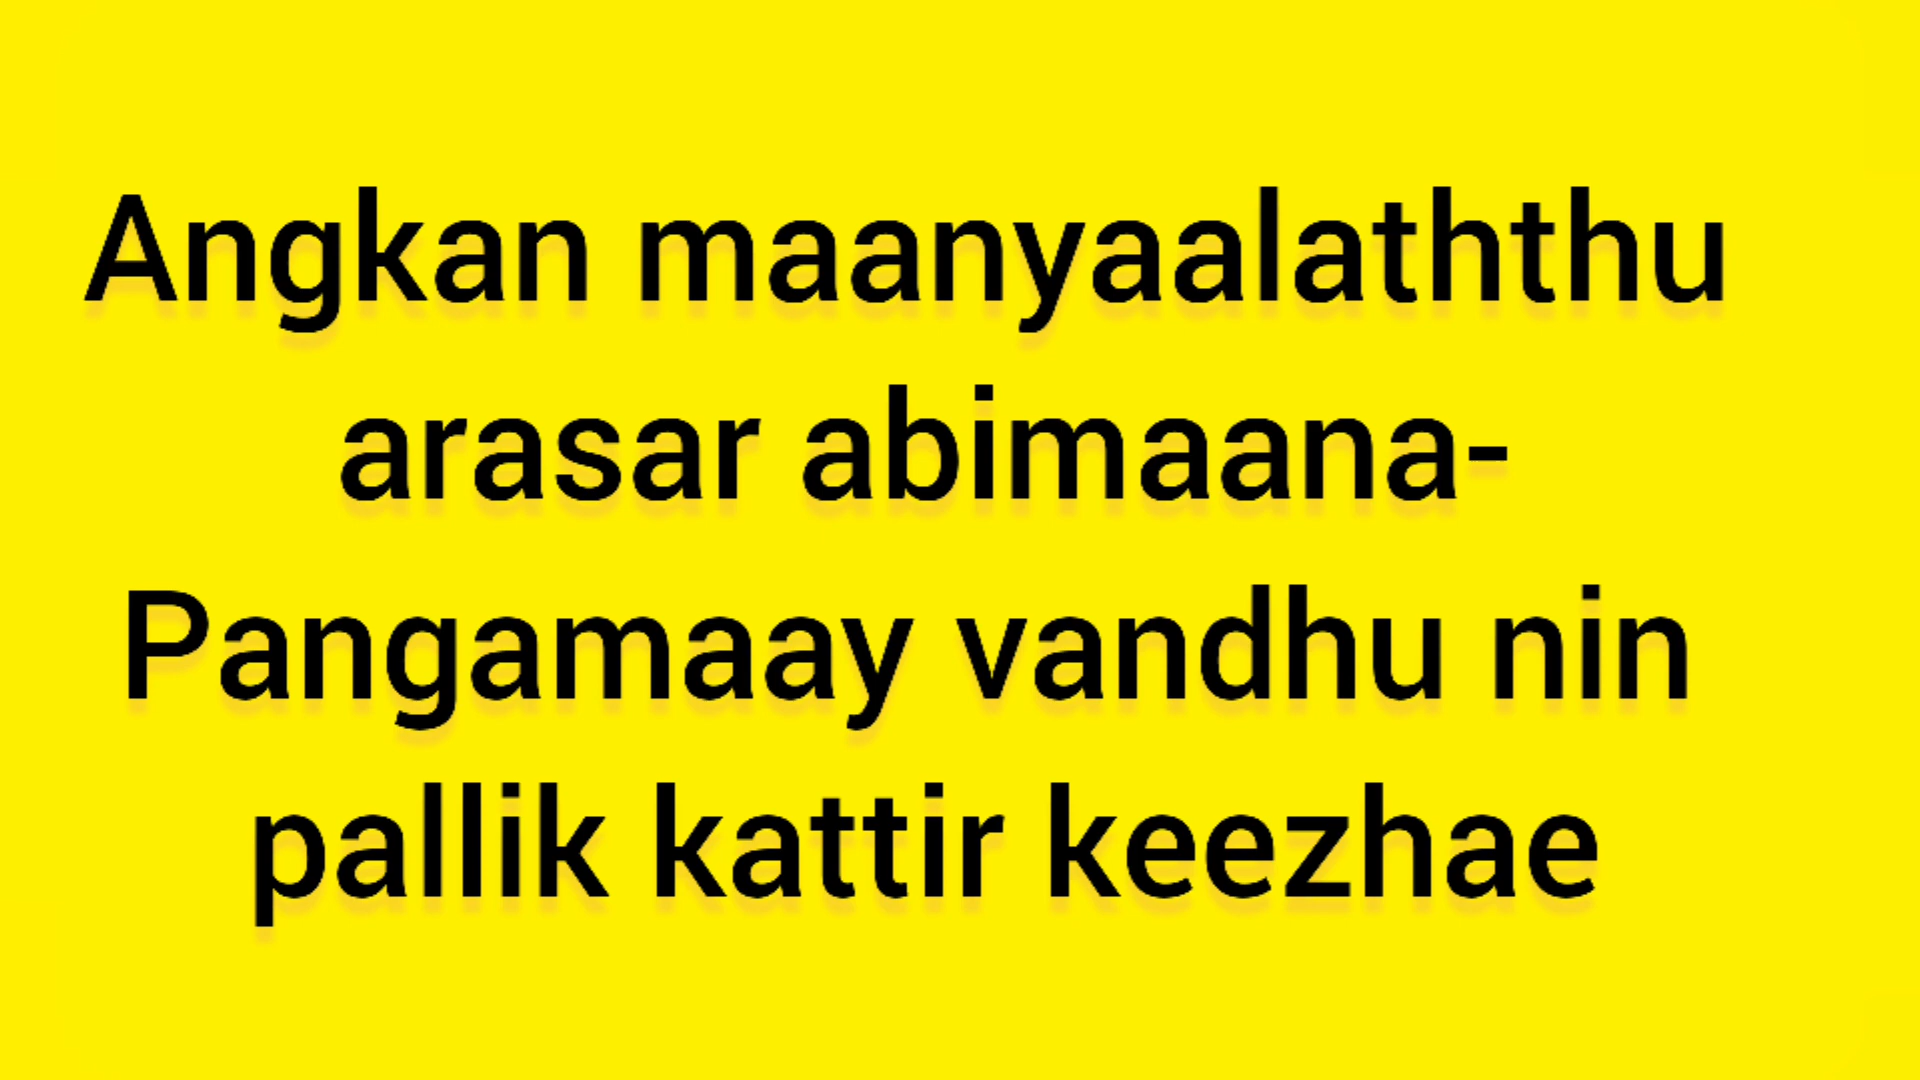 Angkan maanyaalaththu
arasar abimaana-
Pangamaay vandhu nin
pallik kattir keezhae